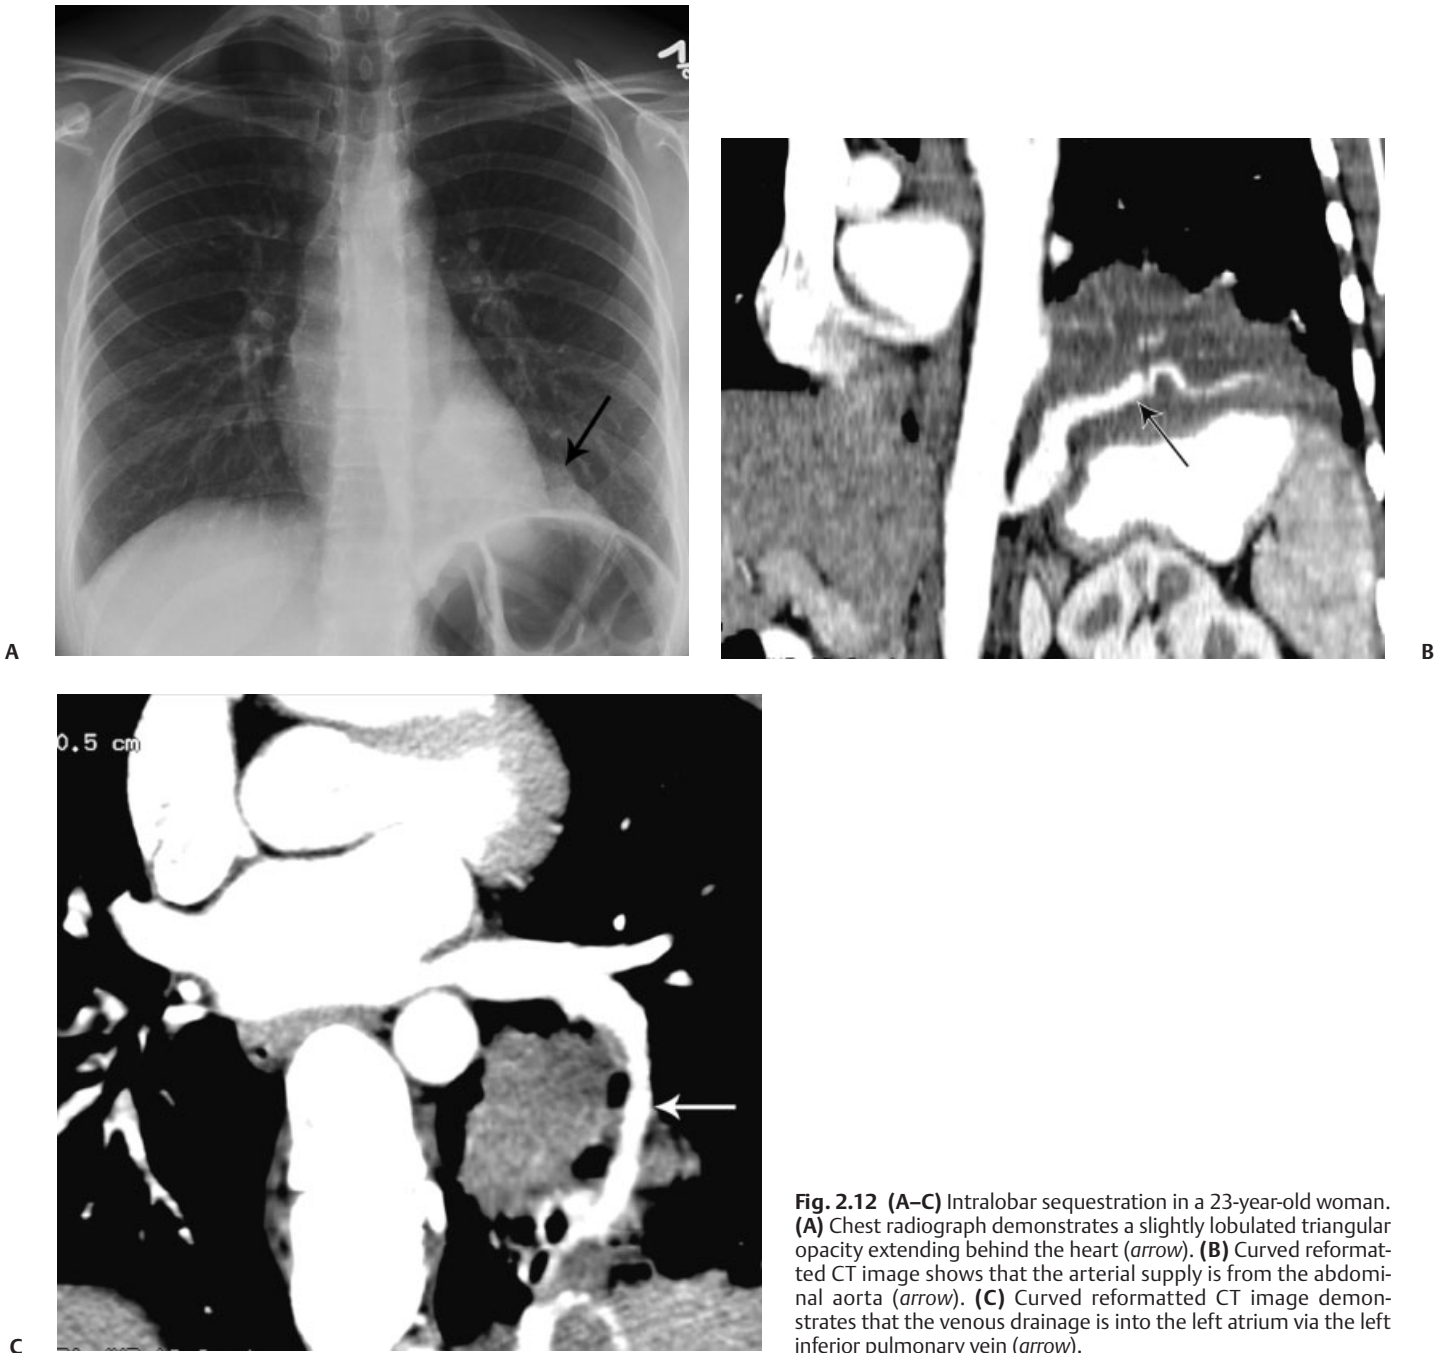 A
B
0.5 cm
C
Fig. 2.12 (A–C) Intralobar sequestration in a 23-year-old woman.
(A) Chest radiograph demonstrates a slightly lobulated triangular
opacity extending behind the heart (arrow). (B) Curved reformat-
ted CT image shows that the arterial supply is from the abdomi-
nal aorta (arrow). (C) Curved reformatted CT image demon-
strates that the venous drainage is into the left atrium via the left
inferior pulmonary vein (arrow).